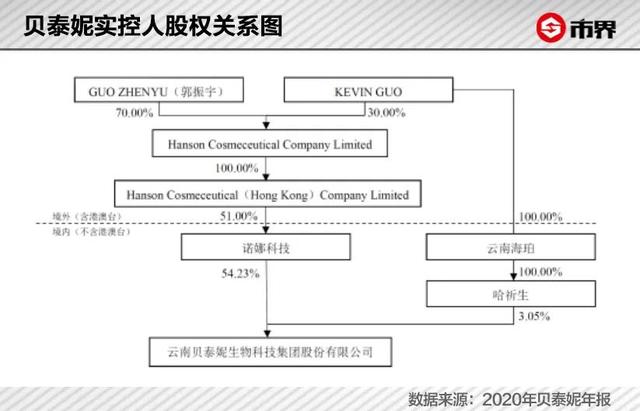 贝泰妮实控人股权关系图
市界
GUO ZHENYU（郭振宇）
KEVIN GUO
70.00%
30.00%
Hanson Cosmeceutical Company Limited
100.00%
Hanson Cosmeceutical（Hong Kong）Company Limited
境外（含港澳台）
51.00%
100.00%
境内（不含港澳台）
诺娜科技
云南海珀
54.23%
100.00%
哈祈生
3.05%
云南贝泰妮生物科技集团股份有限公司
数据来源：2020年贝泰妮年报